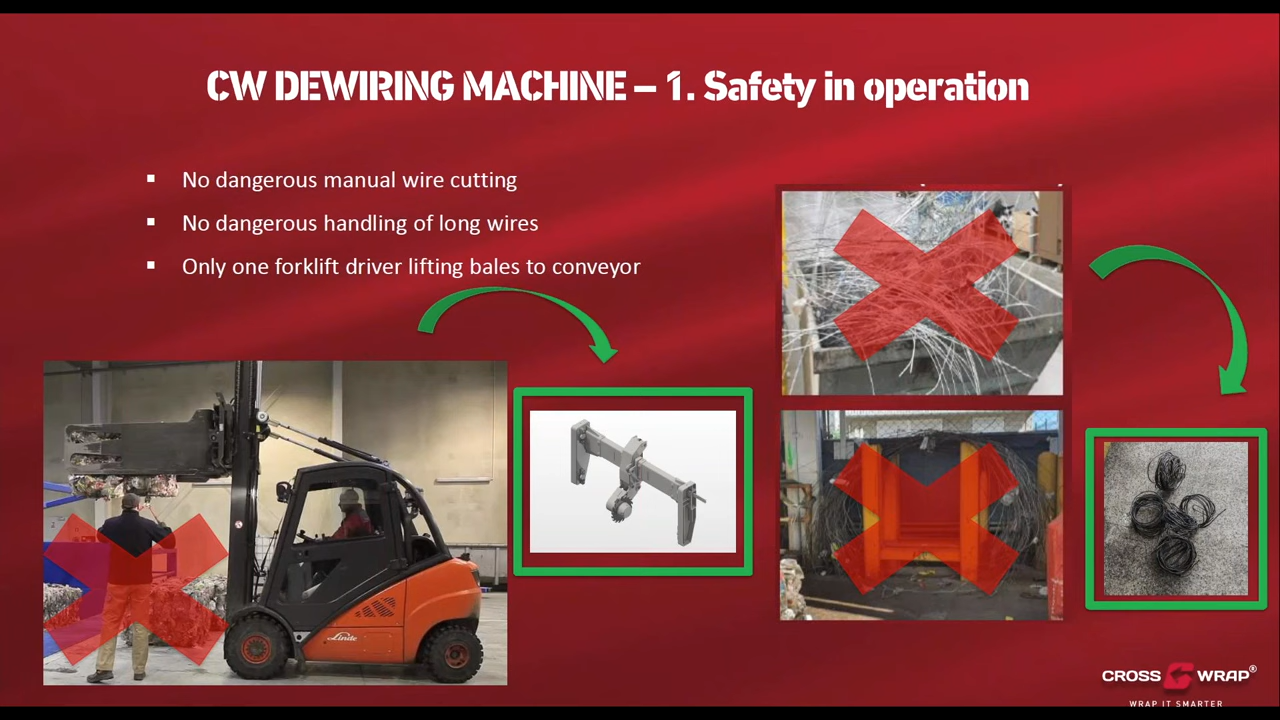 CW DEWIRING MACHINE – 1. Safety in operation
▪ No dangerous manual wire cutting
▪ No dangerous handling of long wires
▪ Only one forklift driver lifting bales to conveyor
Linde
CROSS WRAP®
WRAP IT SMARTER